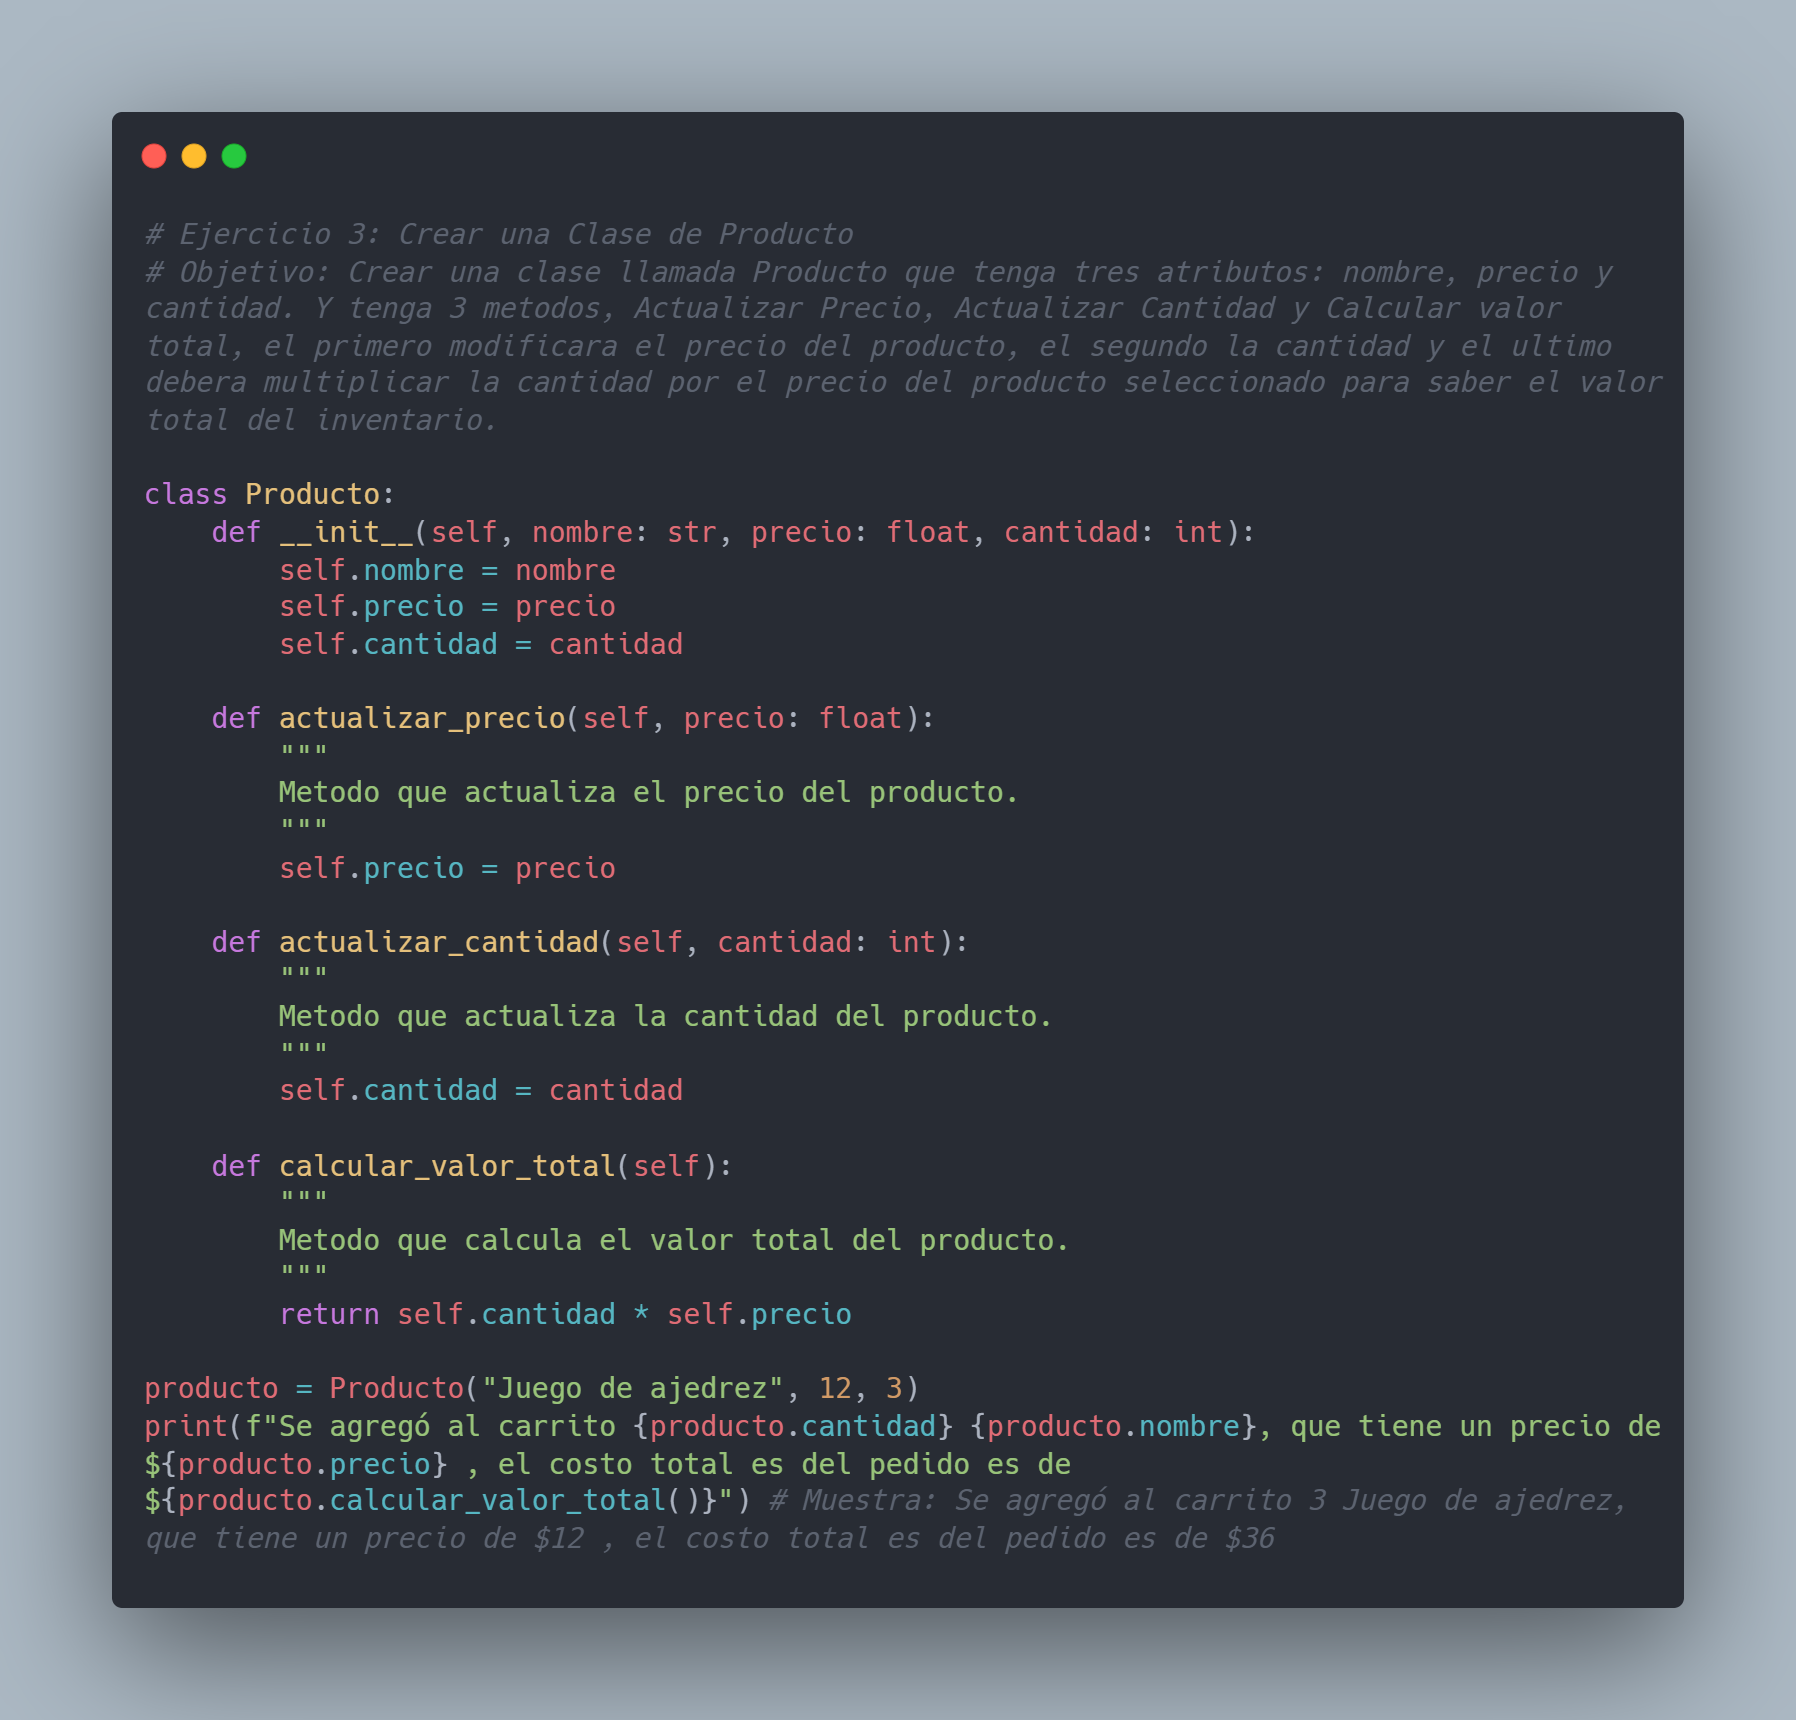 # Ejercicio 3: Crear una Clase de Producto
# Objetivo: Crear una clase llamada Producto que tenga tres atributos: nombre, precio y
cantidad. Y tenga 3 metodos, Actualizar Precio, Actualizar Cantidad y Calcular valor
total, el primero modificara el precio del producto, el segundo la cantidad y el ultimo
debera multiplicar la cantidad por el precio del producto seleccionado para saber el valor
total del inventario.

class Producto:
    def __init__(self, nombre: str, precio: float, cantidad: int):
        self.nombre = nombre
        self.precio = precio
        self.cantidad = cantidad

    def actualizar_precio(self, precio: float):
        """
        Metodo que actualiza el precio del producto.
        """
        self.precio = precio

    def actualizar_cantidad(self, cantidad: int):
        """
        Metodo que actualiza la cantidad del producto.
        """
        self.cantidad = cantidad

    def calcular_valor_total(self):
        """
        Metodo que calcula el valor total del producto.
        """
        return self.cantidad * self.precio

producto = Producto("Juego de ajedrez", 12, 3)
print(f"Se agregó al carrito {producto.cantidad} {producto.nombre}, que tiene un precio de
${producto.precio} , el costo total es del pedido es de
${producto.calcular_valor_total()}") # Muestra: Se agregó al carrito 3 Juego de ajedrez,
que tiene un precio de $12 , el costo total es del pedido es de $36